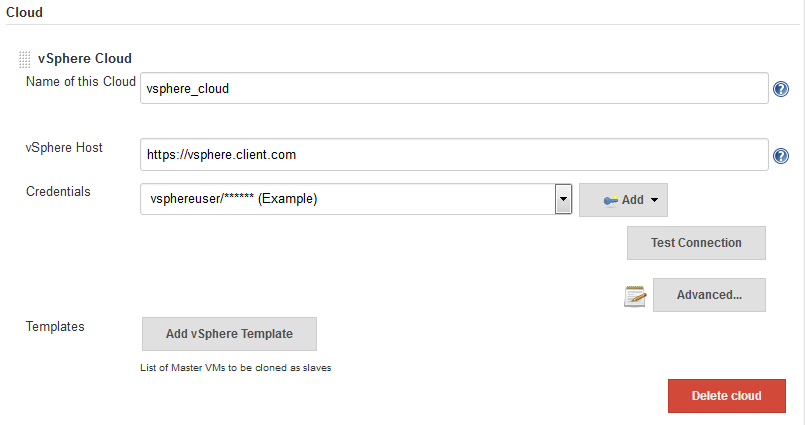 Cloud
vSphere Cloud
Name of this Cloud
vsphere_cloud
vSphere Host
https://vsphere.client.com
Credentials
vsphereuser/****** (Example)
Add
Test Connection
Advanced...
Templates
Add vSphere Template
List of Master VMs to be cloned as slaves
Delete cloud